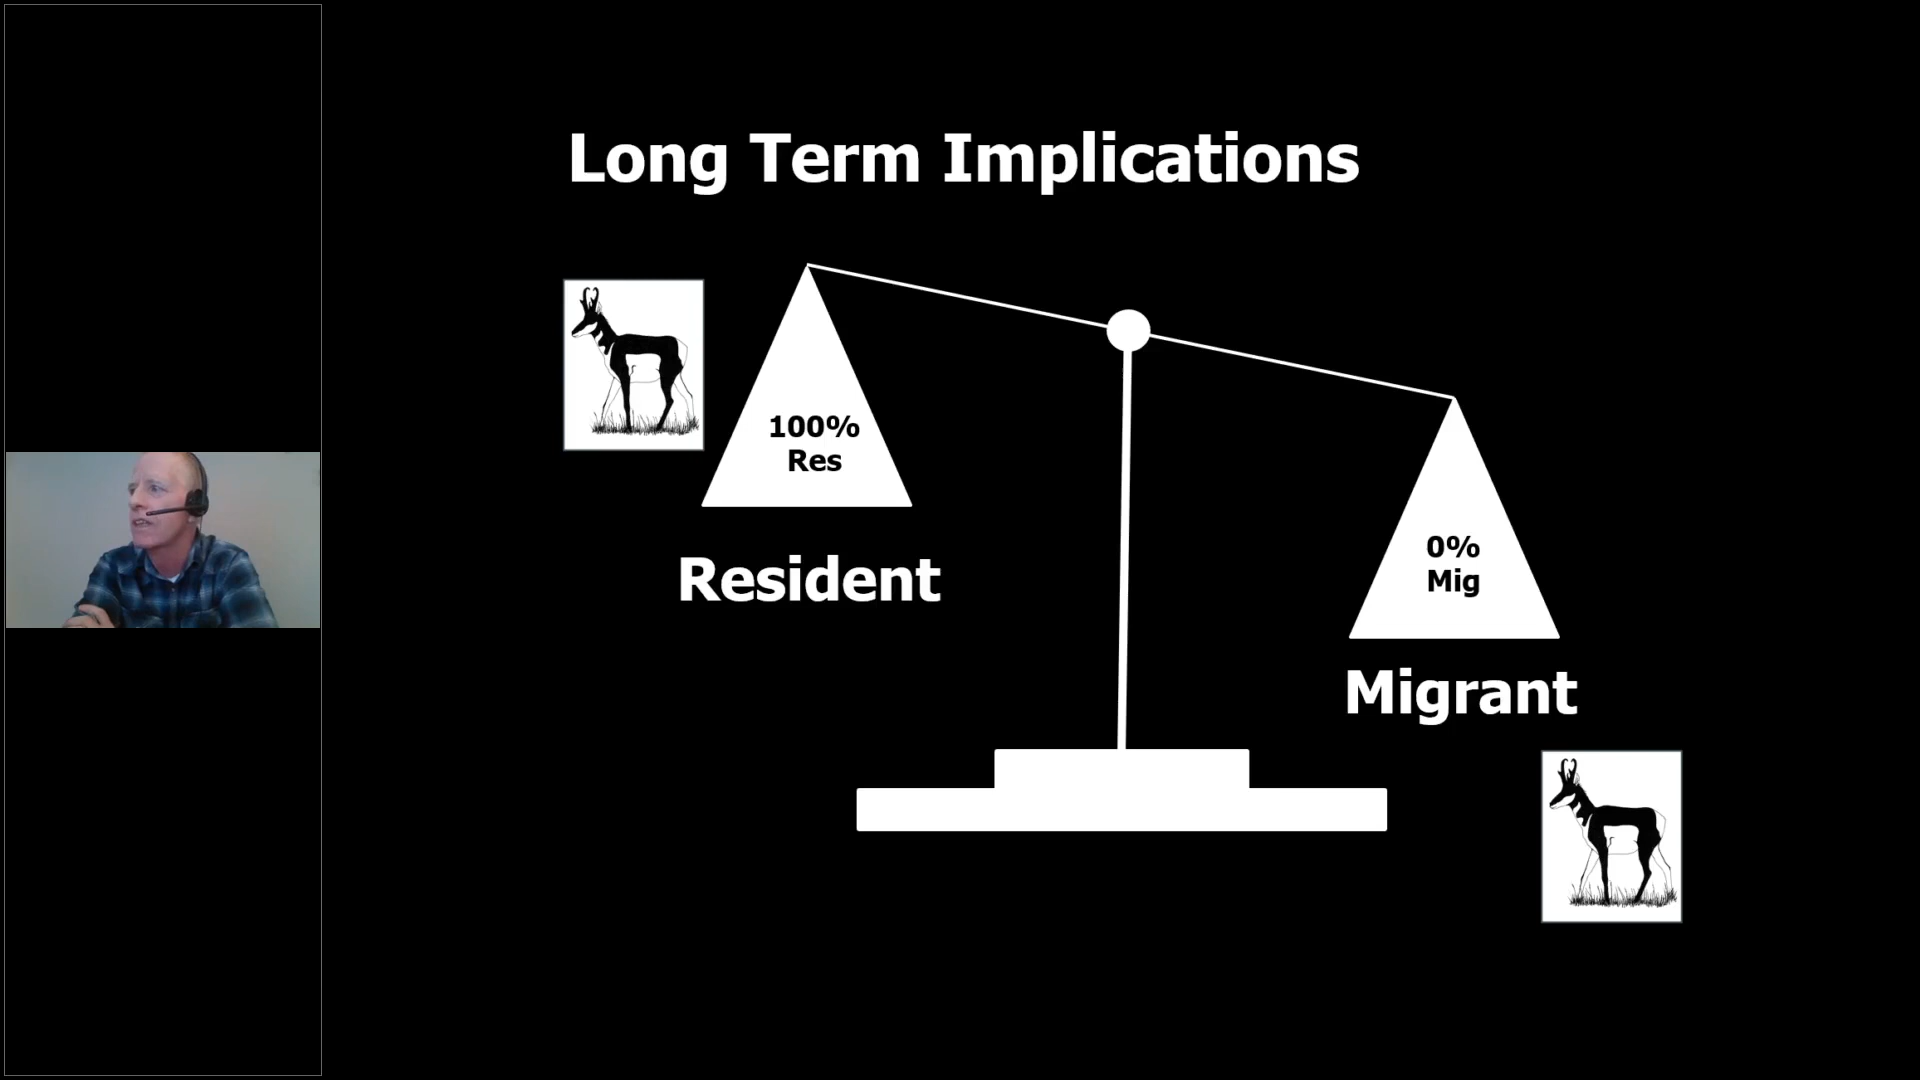 Long Term Implications
100%
Res
Resident
0%
Mig
Migrant